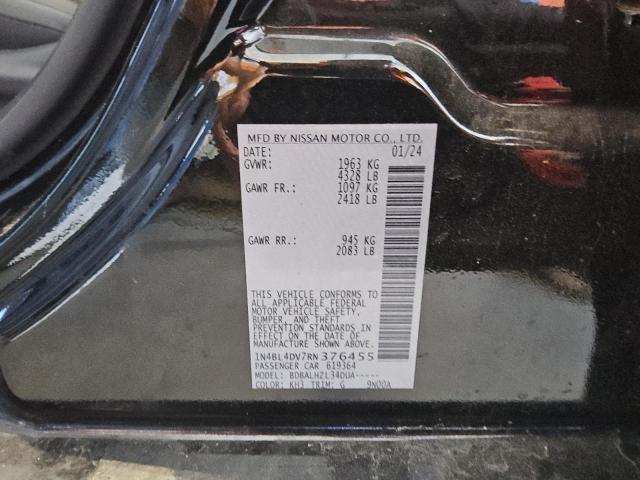 MFD BY NISSAN MOTOR CO., LTD.
DATE: 01/24
GVWR: 1963 KG
4328 LB
GAWR FR.: 1097 KG
2418 LB
GAWR RR.: 945 KG
2083 LB
THIS VEHICLE CONFORMS TO
ALL APPLICABLE FEDERAL
MOTOR VEHICLE SAFETY,
BUMPER, AND THEFT
PREVENTION STANDARDS IN
EFFECT ON THE DATE OF
MANUFACTURE SHOWN ABOVE.
1N4BL4DV7RN376455
PASSENGER CAR 619364
MODEL: BDBALHZL34DUA-----
COLOR: KH3 TRIM: G 9N00A